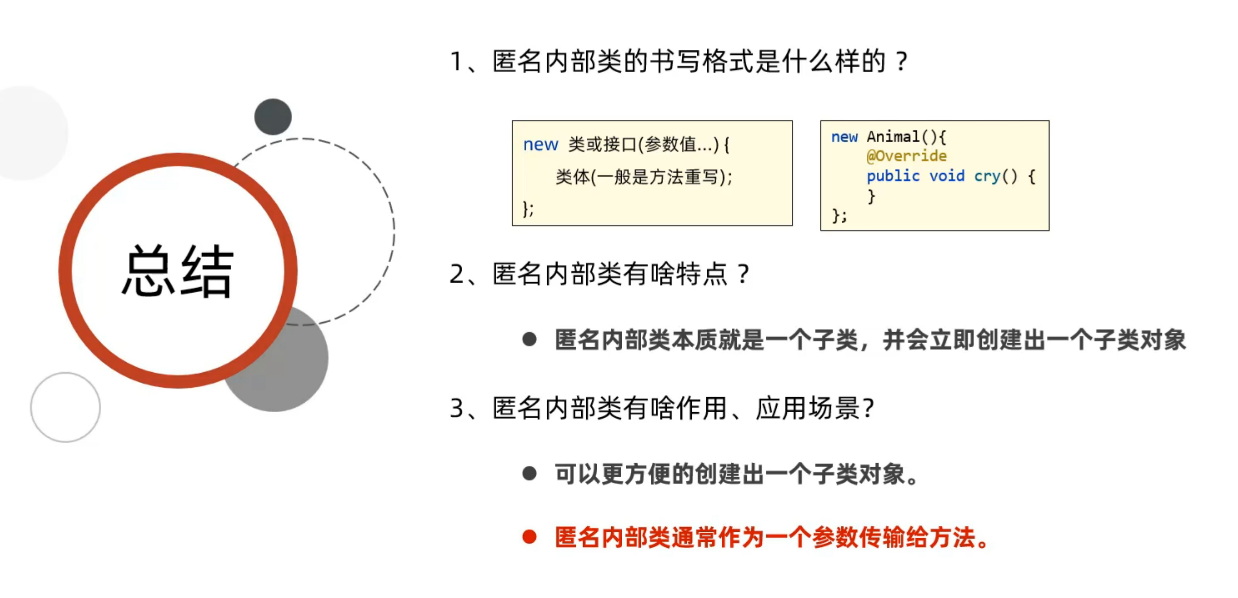 总结
1、匿名内部类的书写格式是什么样的？
new 类或接口(参数值...) {
类体(一般是方法重写);
};
new Animal(){
@Override
public void cry() {
}
};
2、匿名内部类有啥特点？
● 匿名内部类本质就是一个子类，并会立即创建出一个子类对象
3、匿名内部类有啥作用、应用场景？
● 可以更方便的创建出一个子类对象。
● 匿名内部类通常作为一个参数传输给方法。